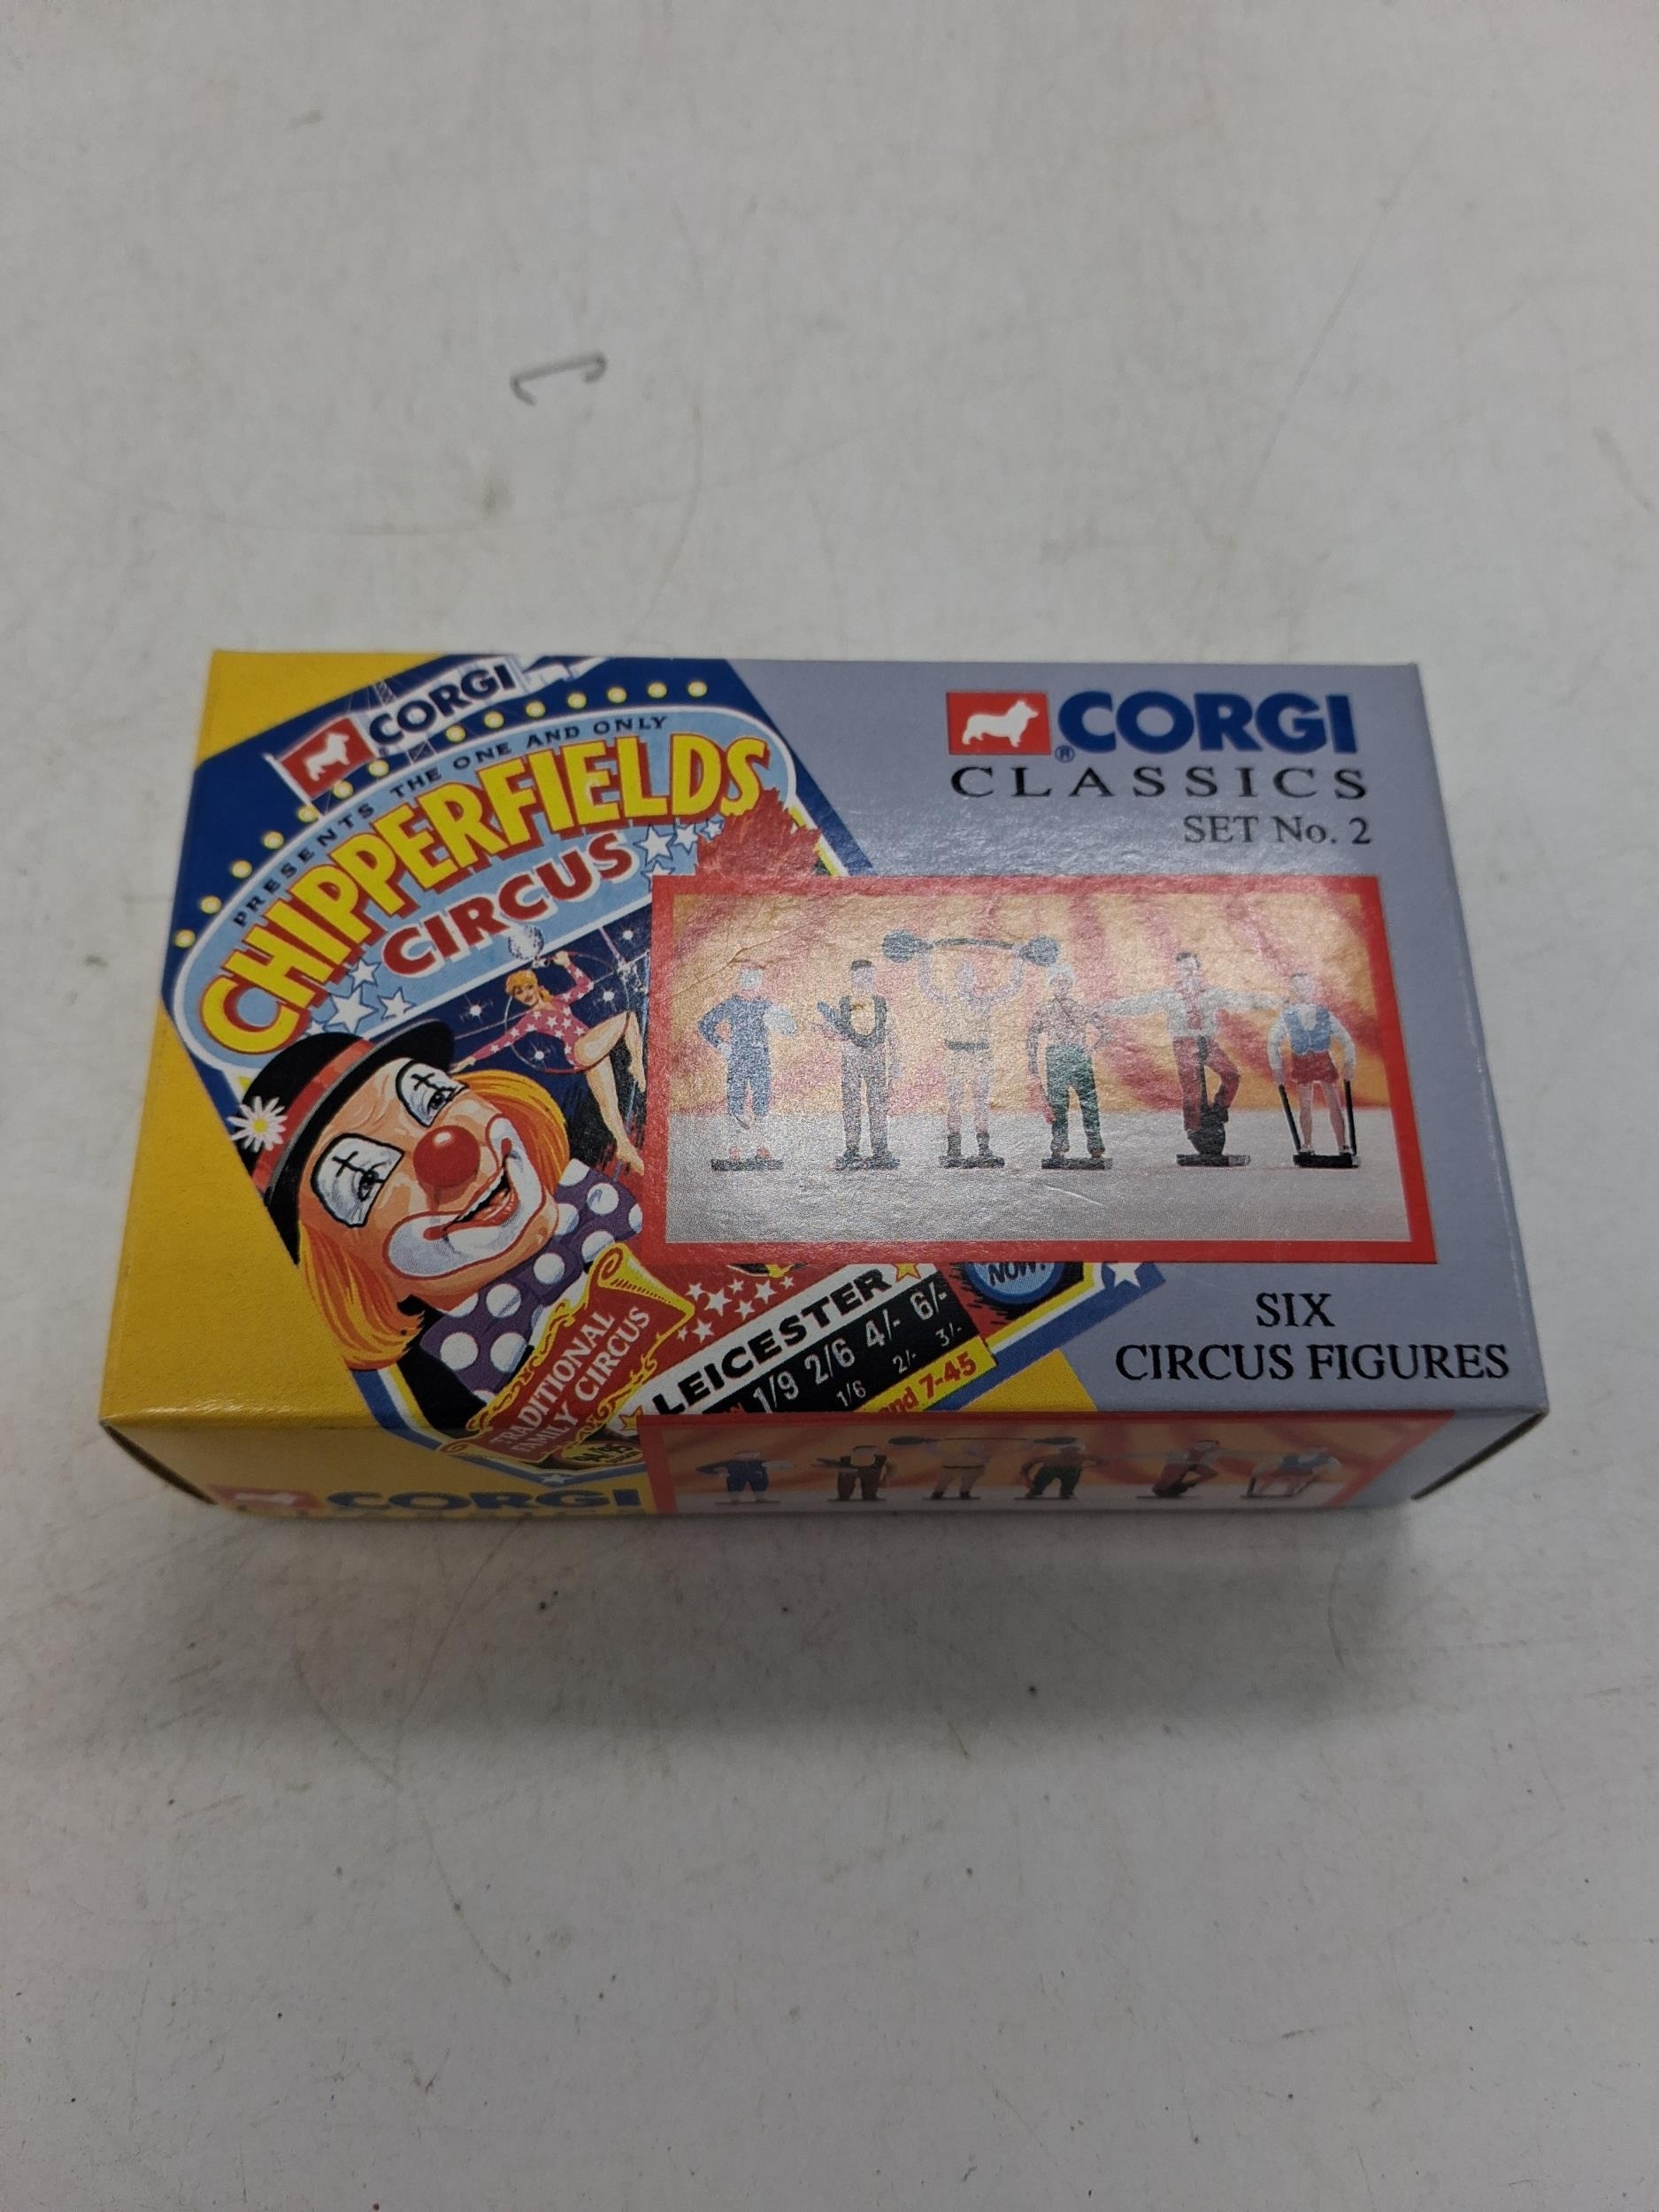 CORGI
PRESENTS THE ONE AND ONLY
CHIPPERFIELDS
CIRCUS
CORGI
CLASSICS
SET No. 2
NOW!
TRADITIONAL
FAMILY CIRCUS
LEICESTER
1/9 2/6 4/- 6/-
1/6 2/- 3/-
nd 7-45
SIX
CIRCUS FIGURES
CORGI